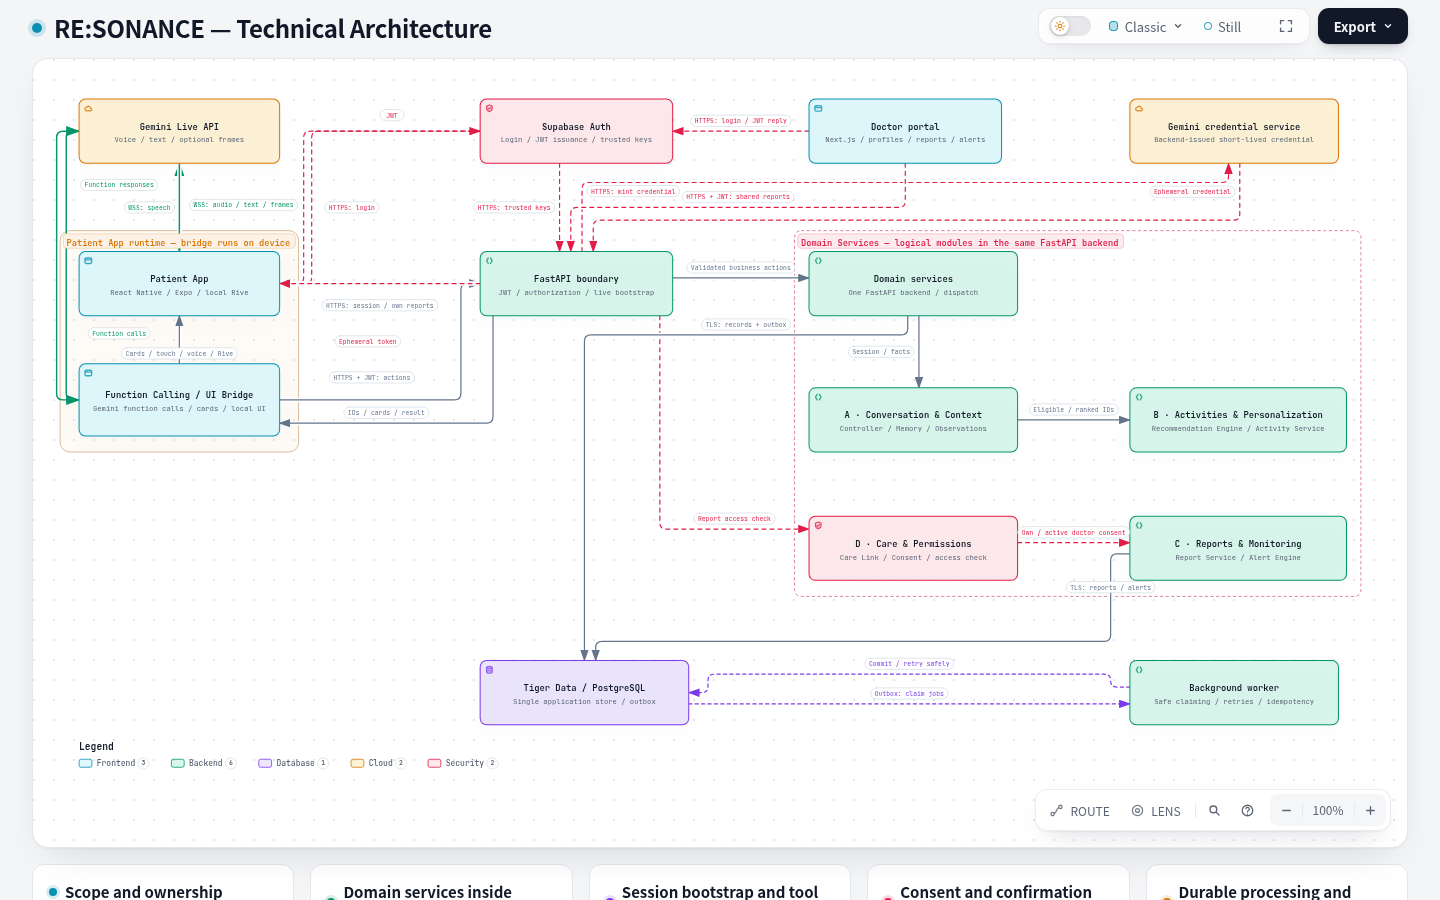 RE:SONANCE — Technical Architecture
Classic
Still
Export
Gemini Live API
Voice / text / optional frames
JWT
Supabase Auth
Login / JWT issuance / trusted keys
HTTPS: login / JWT reply
Doctor portal
Next.js / profiles / reports / alerts
Gemini credential service
Backend-issued short-lived credential
Function responses
WSS: speech
WSS: audio / text / frames
HTTPS: login
HTTPS: trusted keys
HTTPS: mint credential
HTTPS + JWT: shared reports
Ephemeral credential
Patient App runtime — bridge runs on device
Domain Services — logical modules in the same FastAPI backend
Patient App
React Native / Expo / local Rive
FastAPI boundary
JWT / authorization / live bootstrap
Validated business actions
Domain services
One FastAPI backend / dispatch
HTTPS: session / own reports
Function calls
Ephemeral token
TLS: records + outbox
Cards / touch / voice / Rive
Session / facts
Function Calling / UI Bridge
Gemini function calls / cards / local UI
HTTPS + JWT: actions
IDs / cards / result
A · Conversation & Context
Controller / Memory / Observations
Eligible / ranked IDs
B · Activities & Personalization
Recommendation Engine / Activity Service
Report access check
D · Care & Permissions
Care Link / Consent / access check
Own / active doctor consent
C · Reports & Monitoring
Report Service / Alert Engine
TLS: reports / alerts
Tiger Data / PostgreSQL
Single application store / outbox
Commit / retry safely
Outbox: claim jobs
Background worker
Safe claiming / retries / idempotency
Legend
Frontend 3
Backend 6
Database 1
Cloud 2
Security 2
ROUTE
LENS
100%
Scope and ownership
Domain services inside
Session bootstrap and tool
Consent and confirmation
Durable processing and